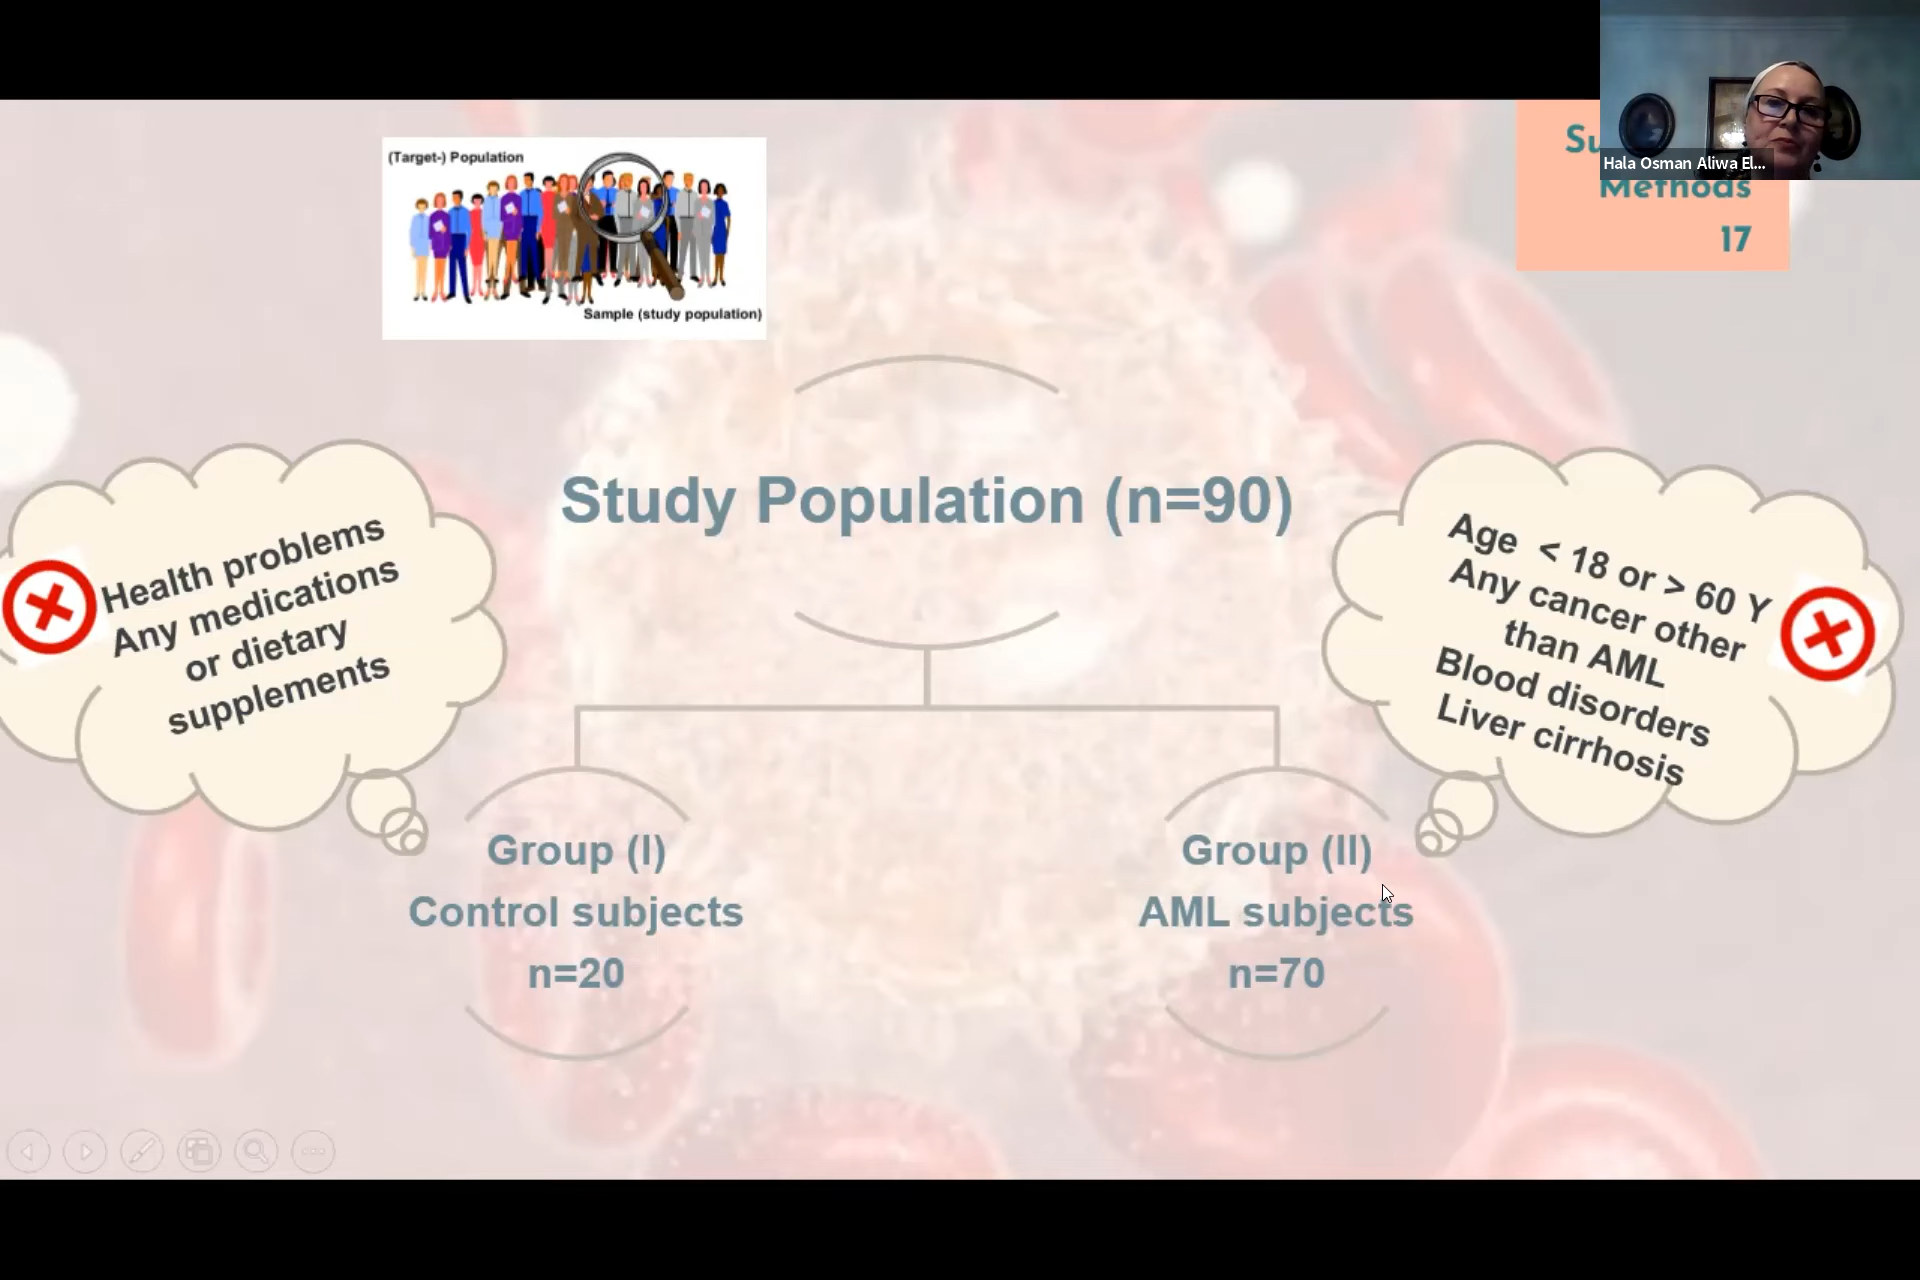 (Target-) Population
Sample (study population)
Su
Methods
17
Hala Osman Aliwa El...
Study Population (n=90)
Health problems
Any medications
or dietary
supplements
Age < 18 or > 60 Y
Any cancer other
than AML
Blood disorders
Liver cirrhosis
Group (I)
Control subjects
n=20
Group (II)
AML subjects
n=70